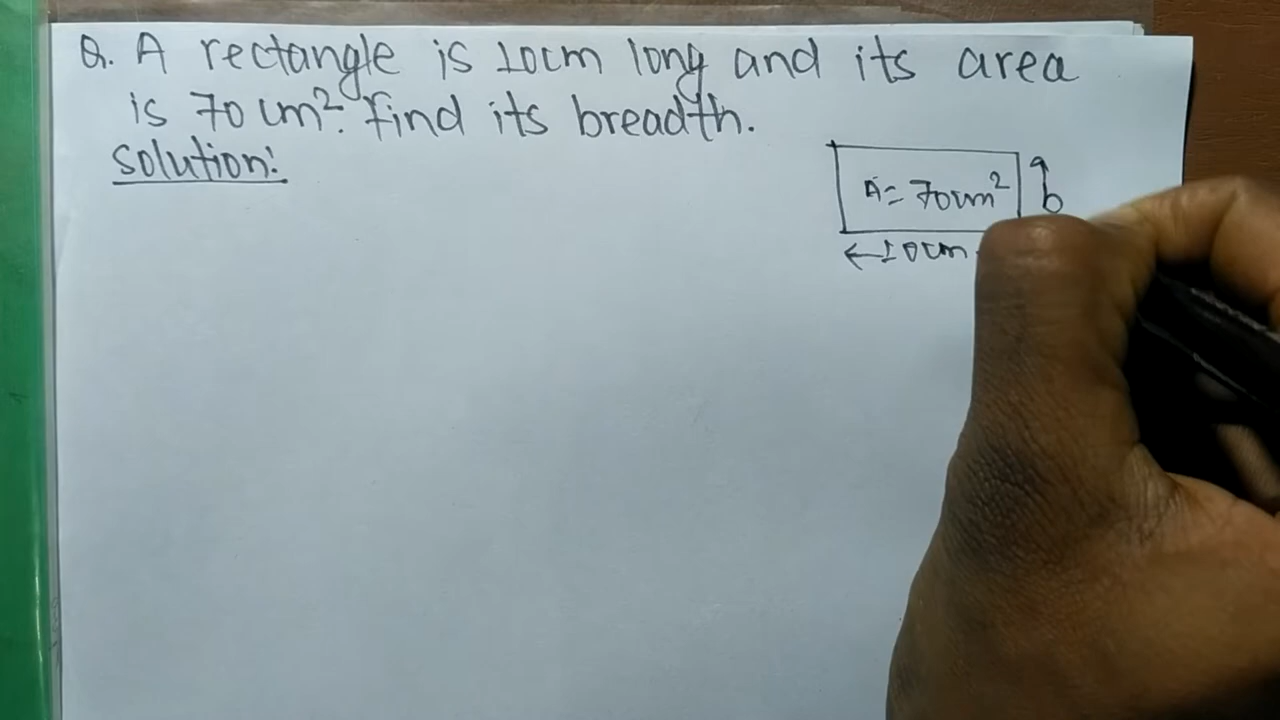 Q. A rectangle is 10cm long and its area
is 70 cm². Find its breadth.
Solution:
A = 70cm²
b
10cm